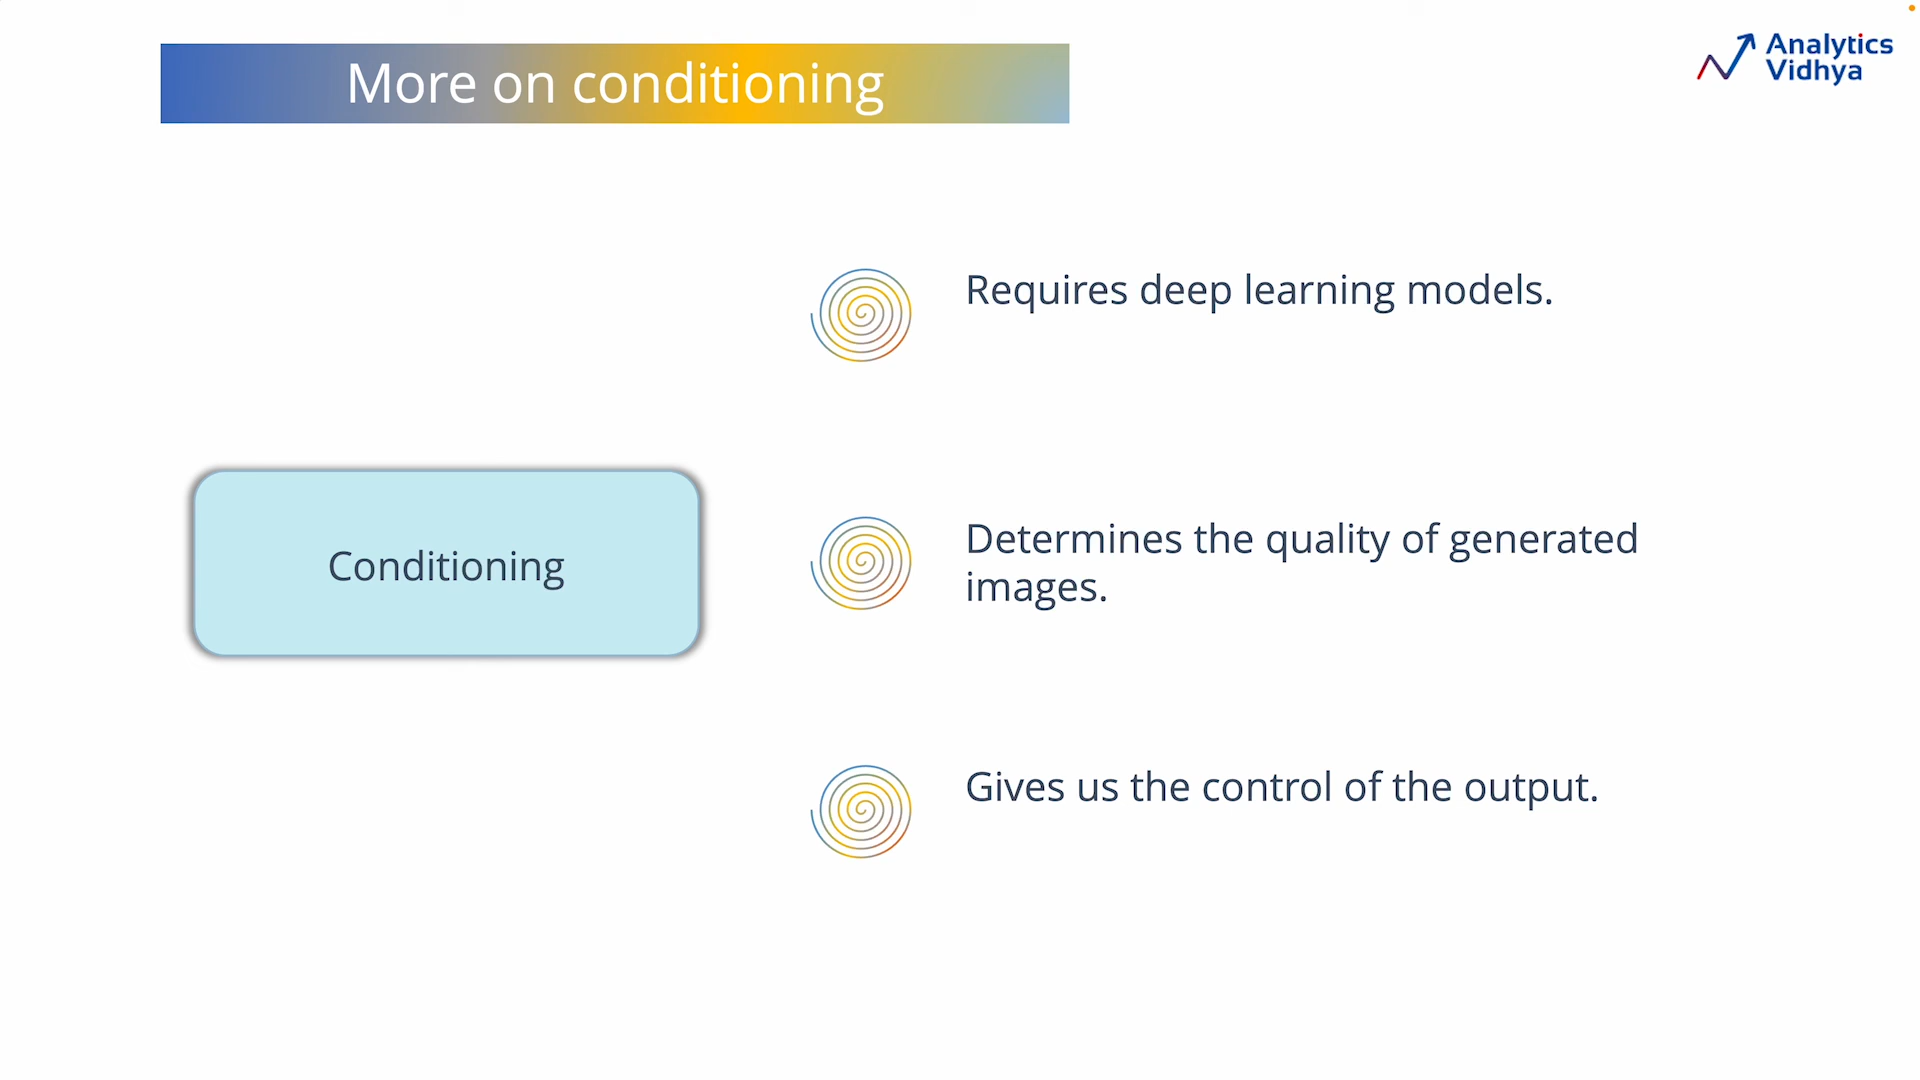 More on conditioning
Analytics
Vidhya
Requires deep learning models.
Conditioning
Determines the quality of generated
images.
Gives us the control of the output.